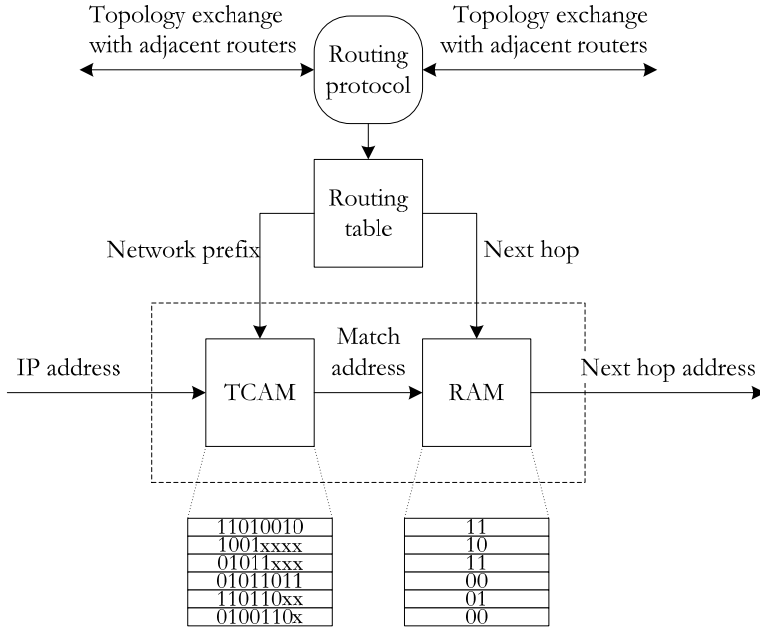 Topology exchange
with adjacent routers
Topology exchange
with adjacent routers
Routing
protocol
Routing
table
Network prefix
Next hop
IP address
TCAM
Match
address
RAM
Next hop address
11010010
1001xxxx
01011xxx
01011011
110110xx
0100110x
11
10
11
00
01
00